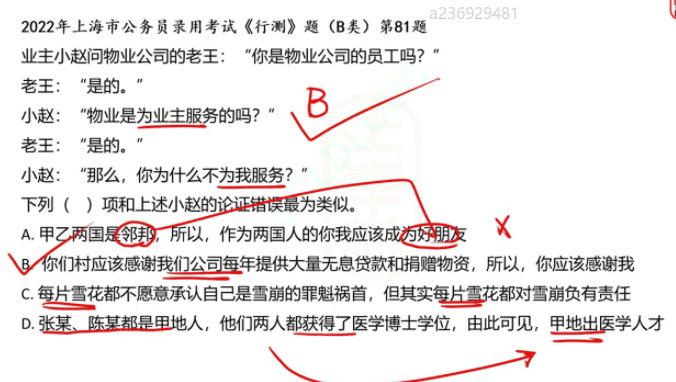 a236929481
2022年上海市公务员录用考试《行测》题（B类）第81题
业主小赵问物业公司的老王：“你是物业公司的员工吗？”
老王：“是的。”
小赵：“物业是为业主服务的吗？”
B
老王：“是的。”
小赵：“那么，你为什么不为我服务？”
下列（　）项和上述小赵的论证错误最为类似。
A. 甲乙两国是邻邦，所以，作为两国人的你我应该成为好朋友
B. 你们村应该感谢我们公司每年提供大量无息贷款和捐赠物资，所以，你应该感谢我
C. 每片雪花都不愿意承认自己是雪崩的罪魁祸首，但其实每片雪花都对雪崩负有责任
D. 张某、陈某都是甲地人，他们两人都获得了医学博士学位，由此可见，甲地出医学人才